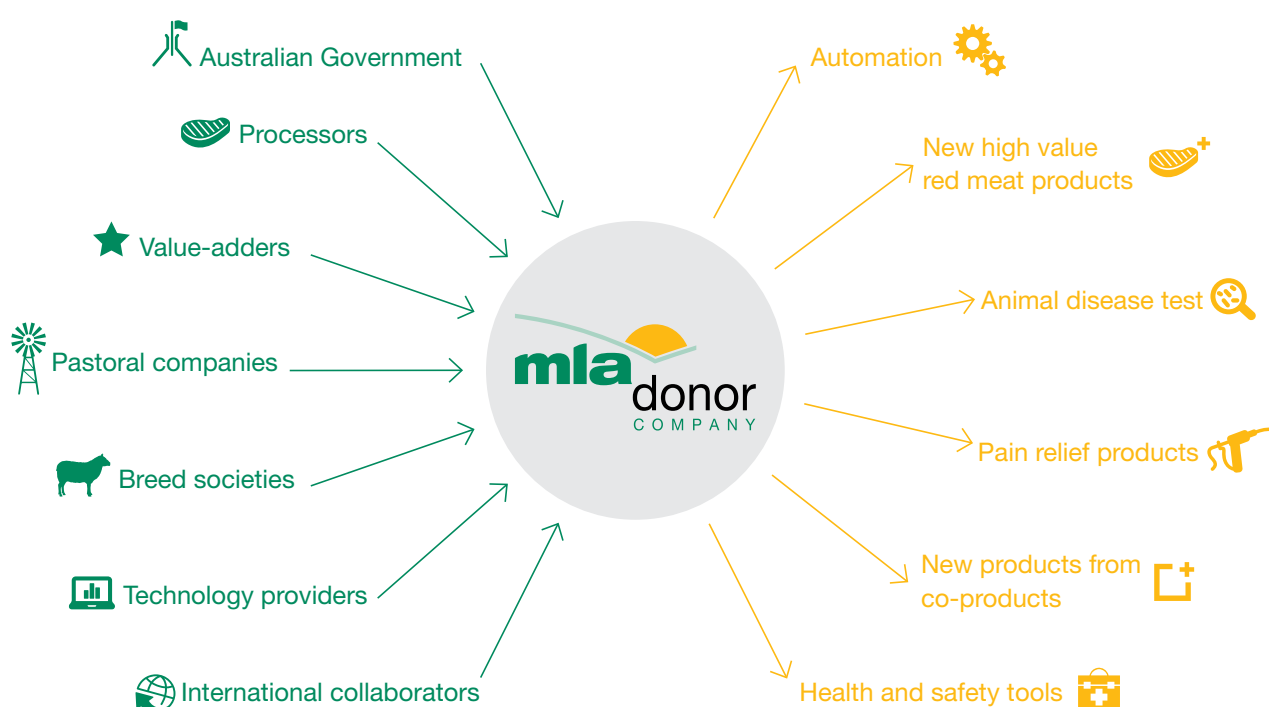 Australian Government
Processors
Value-adders
Pastoral companies
Breed societies
Technology providers
International collaborators
mla
donor
COMPANY
Automation
New high value
red meat products
Animal disease test
Pain relief products
New products from
co-products
Health and safety tools